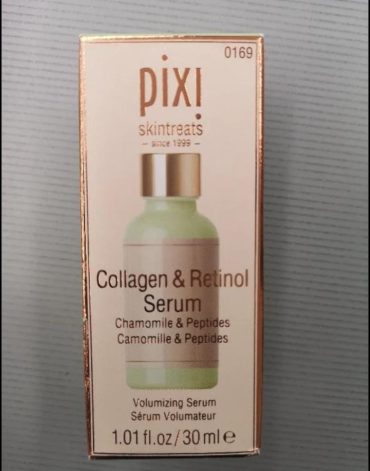 0169
pixi
skintreats
– since 1999 –
Collagen & Retinol
Serum
Chamomile & Peptides
Camomille & Peptides
Volumizing Serum
Sérum Volumateur
1.01 fl.oz/30 ml ℮